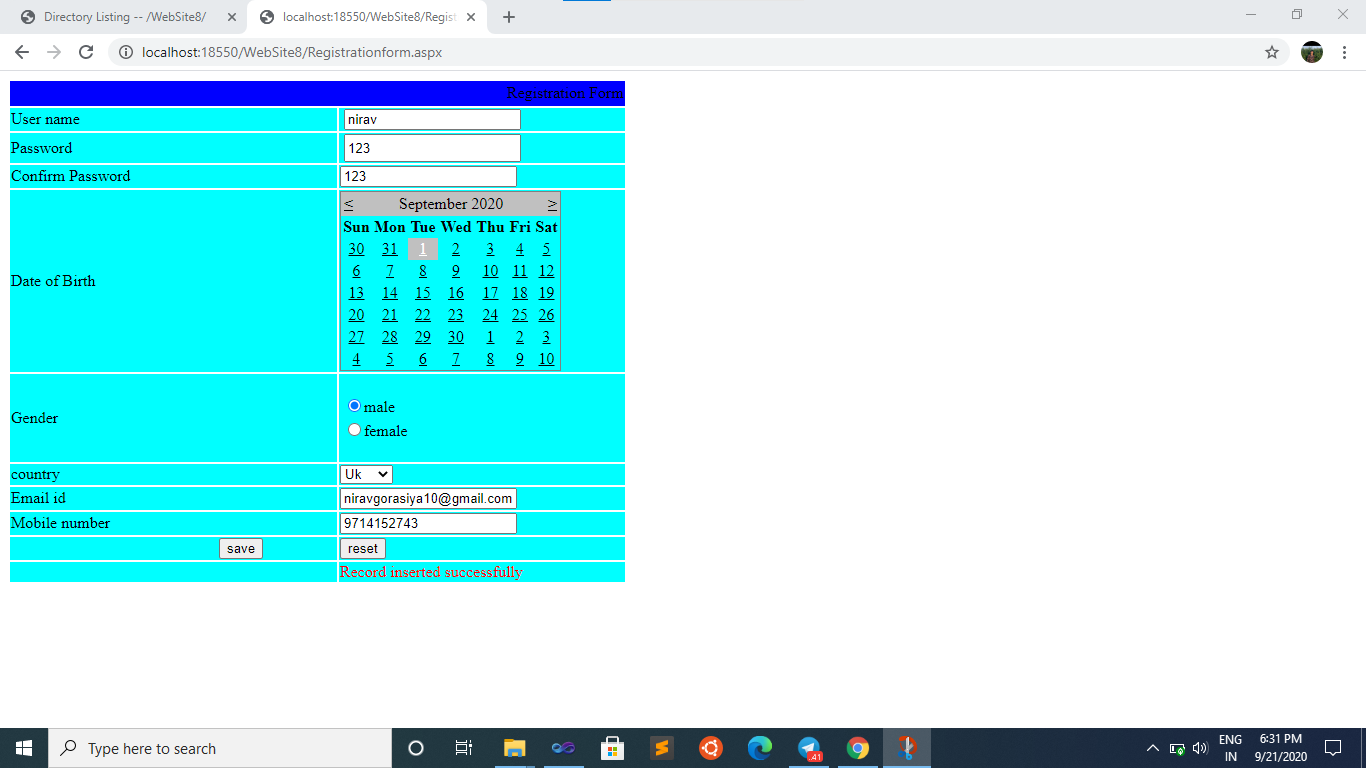 Directory Listing -- /WebSite8/
localhost:18550/WebSite8/Regist
localhost:18550/WebSite8/Registrationform.aspx
Registration Form
User name nirav
Password 123
Confirm Password 123
Date of Birth
< September 2020 >
Sun Mon Tue Wed Thu Fri Sat
30 31 1 2 3 4 5
6 7 8 9 10 11 12
13 14 15 16 17 18 19
20 21 22 23 24 25 26
27 28 29 30 1 2 3
4 5 6 7 8 9 10
Gender
male
female
country Uk
Email id niravgorasiya10@gmail.com
Mobile number 9714152743
save reset
Record inserted successfully
Type here to search
.41
ENG
IN
6:31 PM
9/21/2020